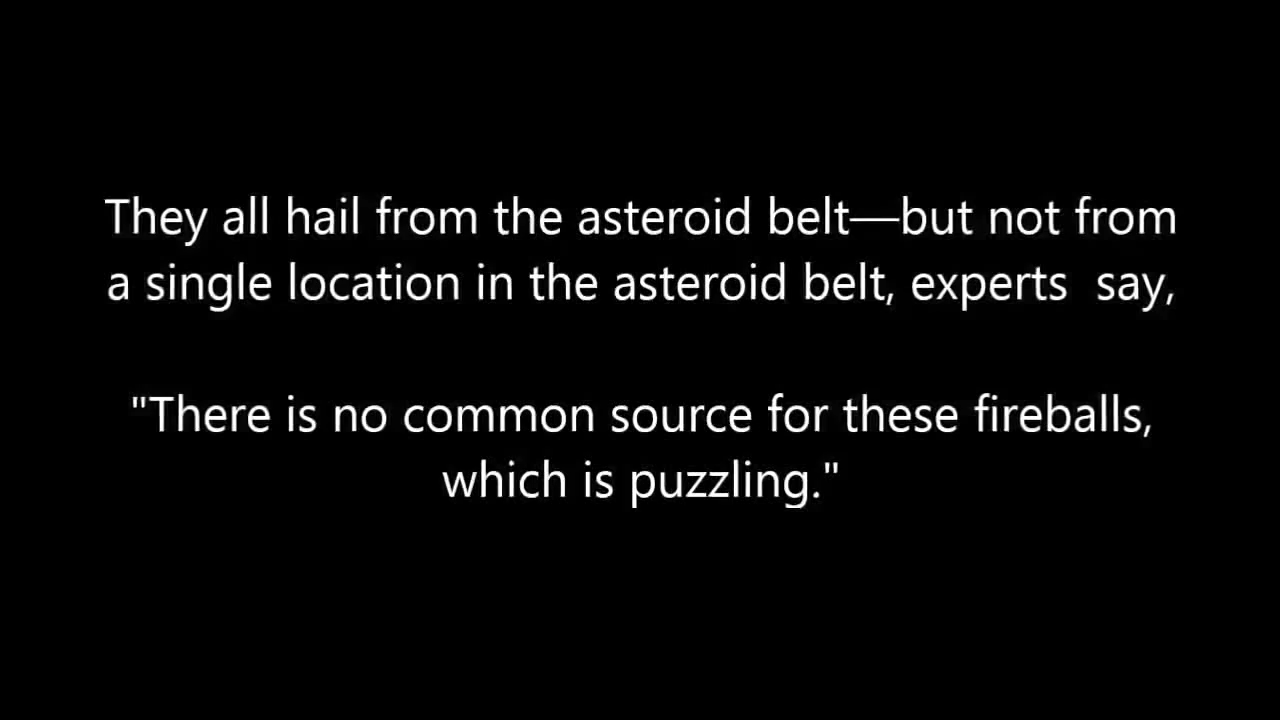 They all hail from the asteroid belt—but not from
a single location in the asteroid belt, experts  say,
"There is no common source for these fireballs,
which is puzzling."